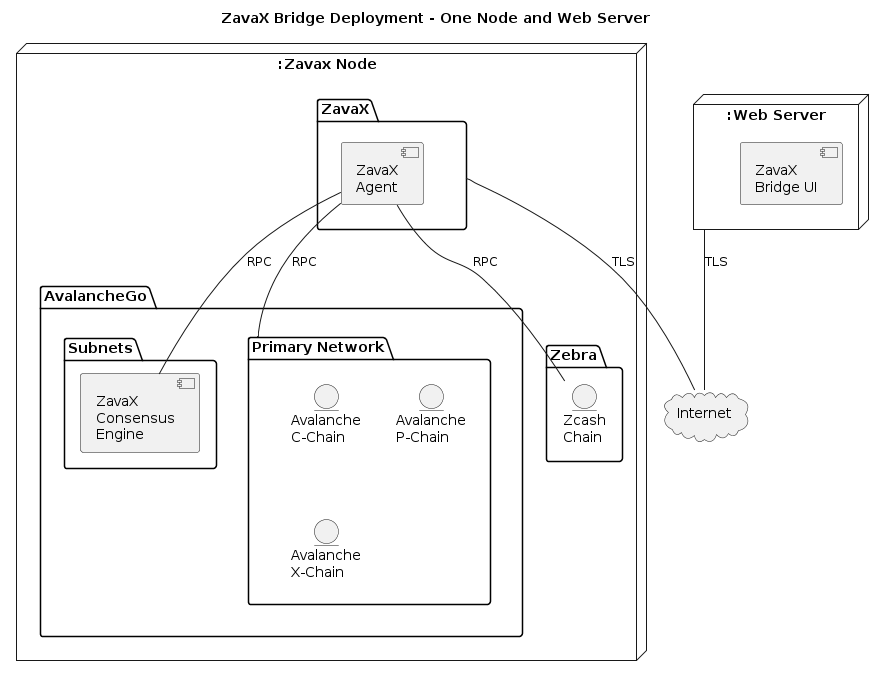 ZavaX Bridge Deployment - One Node and Web Server
:Zavax Node
ZavaX
ZavaX
Agent
:Web Server
ZavaX
Bridge UI
RPC
RPC
RPC
TLS
TLS
AvalancheGo
Subnets
ZavaX
Consensus
Engine
Primary Network
Avalanche
C-Chain
Avalanche
P-Chain
Avalanche
X-Chain
Zebra
Zcash
Chain
Internet